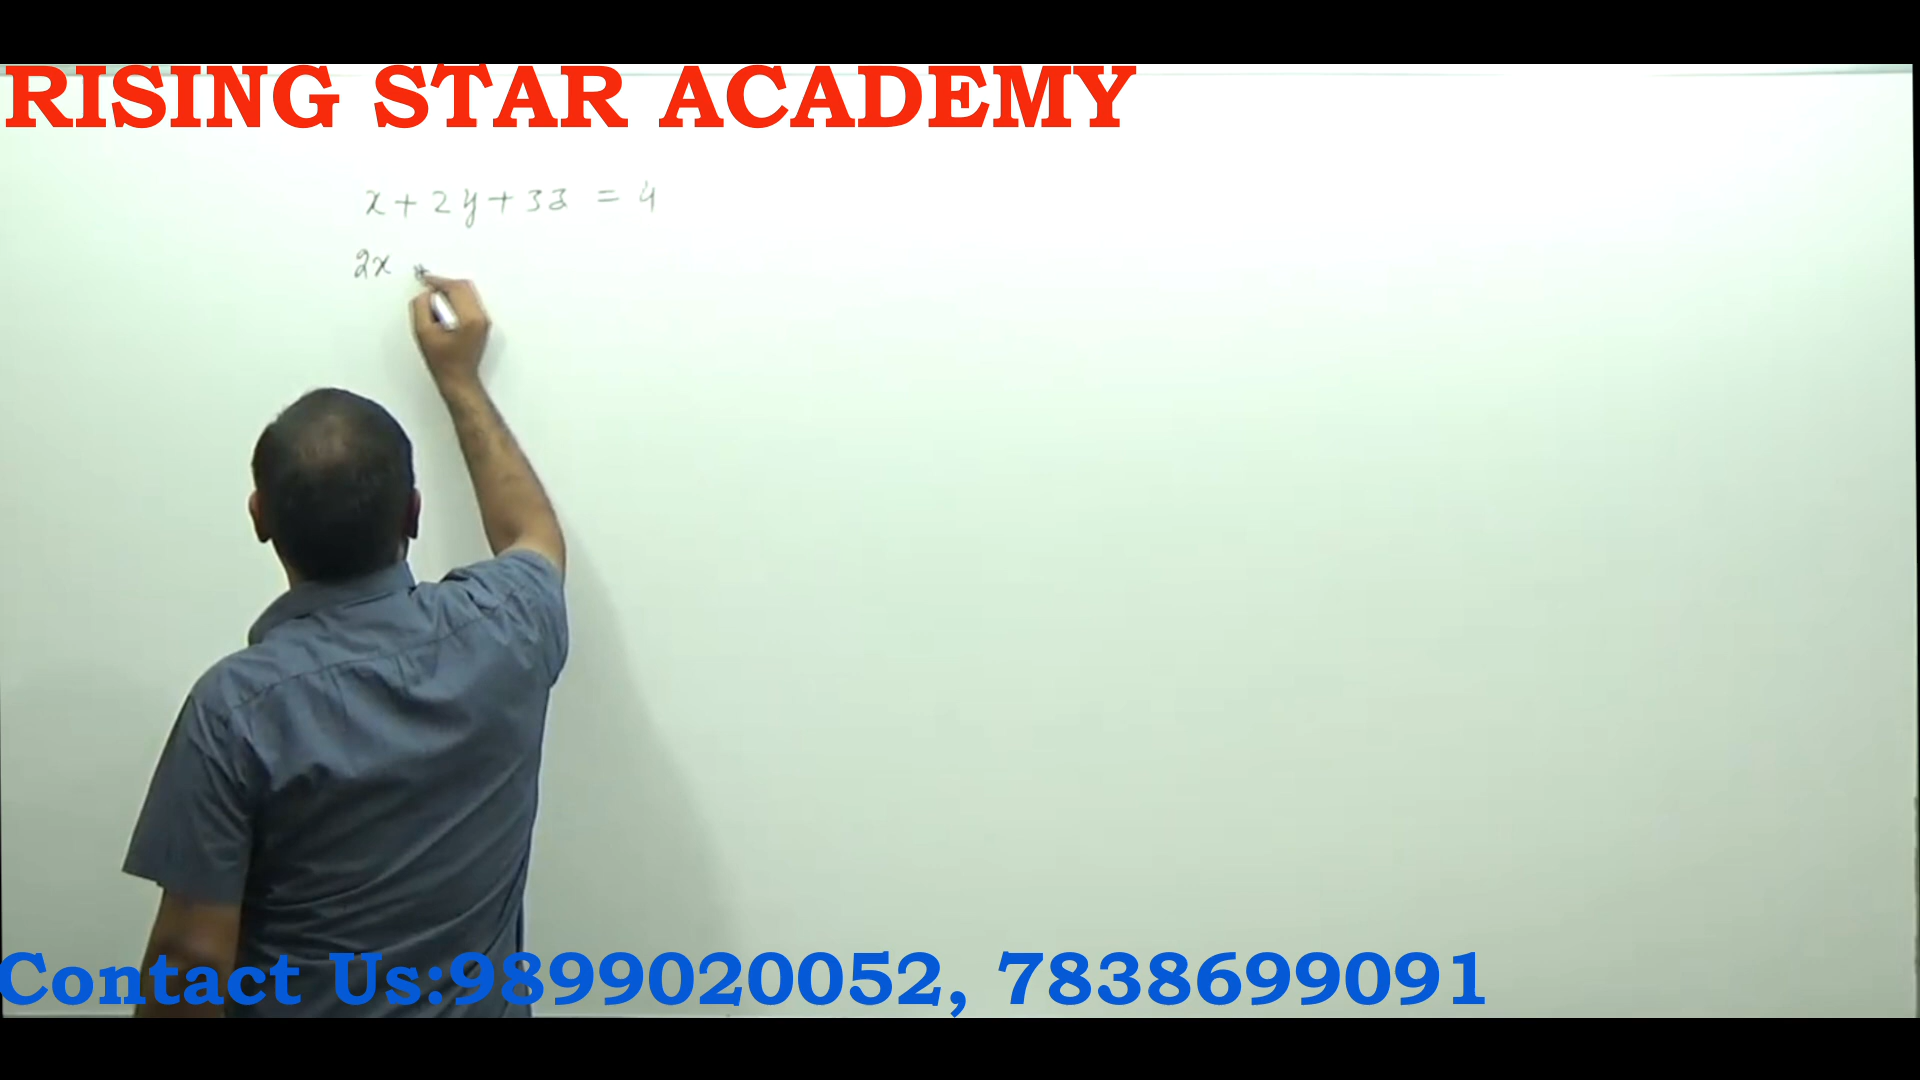 RISING STAR ACADEMY
x + 2y + 3z = 4
2x +
Contact Us:9899020052, 7838699091